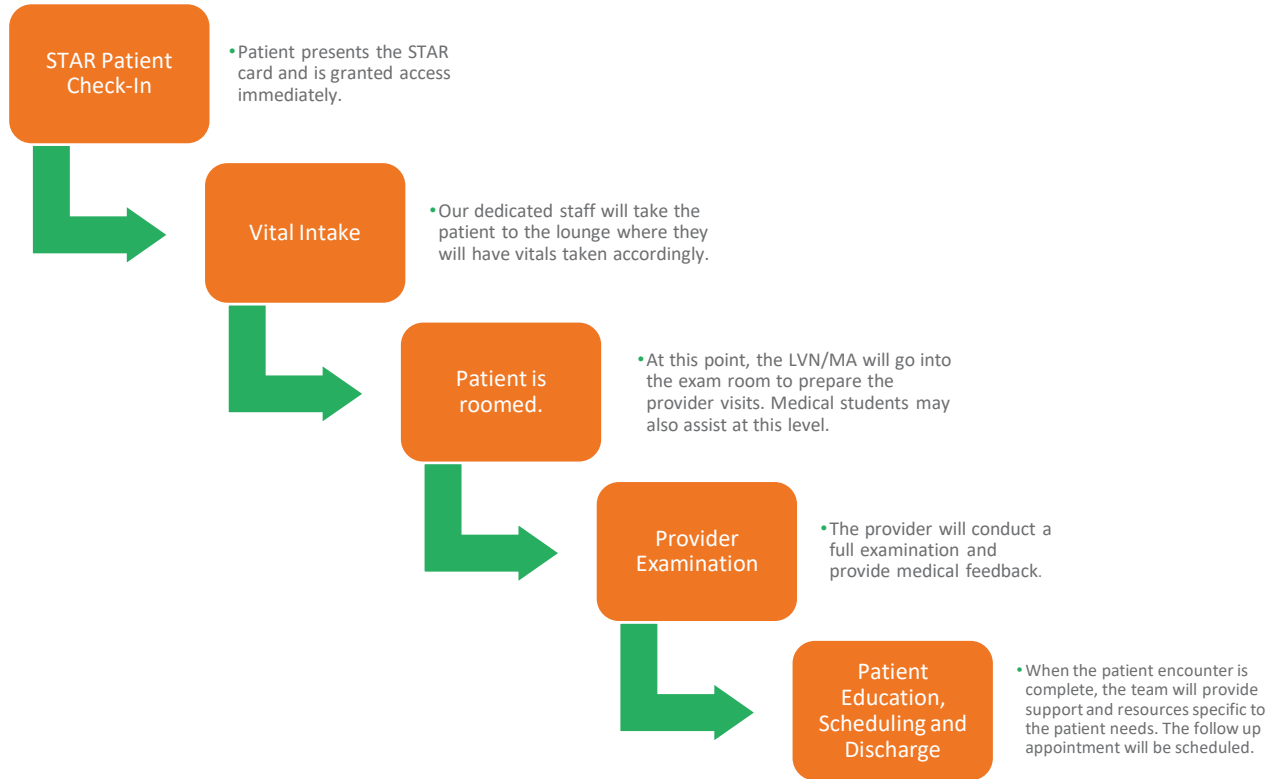 STAR Patient
Check-In
•Patient presents the STAR
card and is granted access
immediately.
Vital Intake
•Our dedicated staff will take the
patient to the lounge where they
will have vitals taken accordingly.
Patient is
roomed.
•At this point, the LVN/MA will go into
the exam room to prepare the
provider visits. Medical students may
also assist at this level.
Provider
Examination
•The provider will conduct a
full examination and
provide medical feedback.
Patient
Education,
Scheduling and
Discharge
•When the patient encounter is
complete, the team will provide
support and resources specific to
the patient needs. The follow up
appointment will be scheduled.